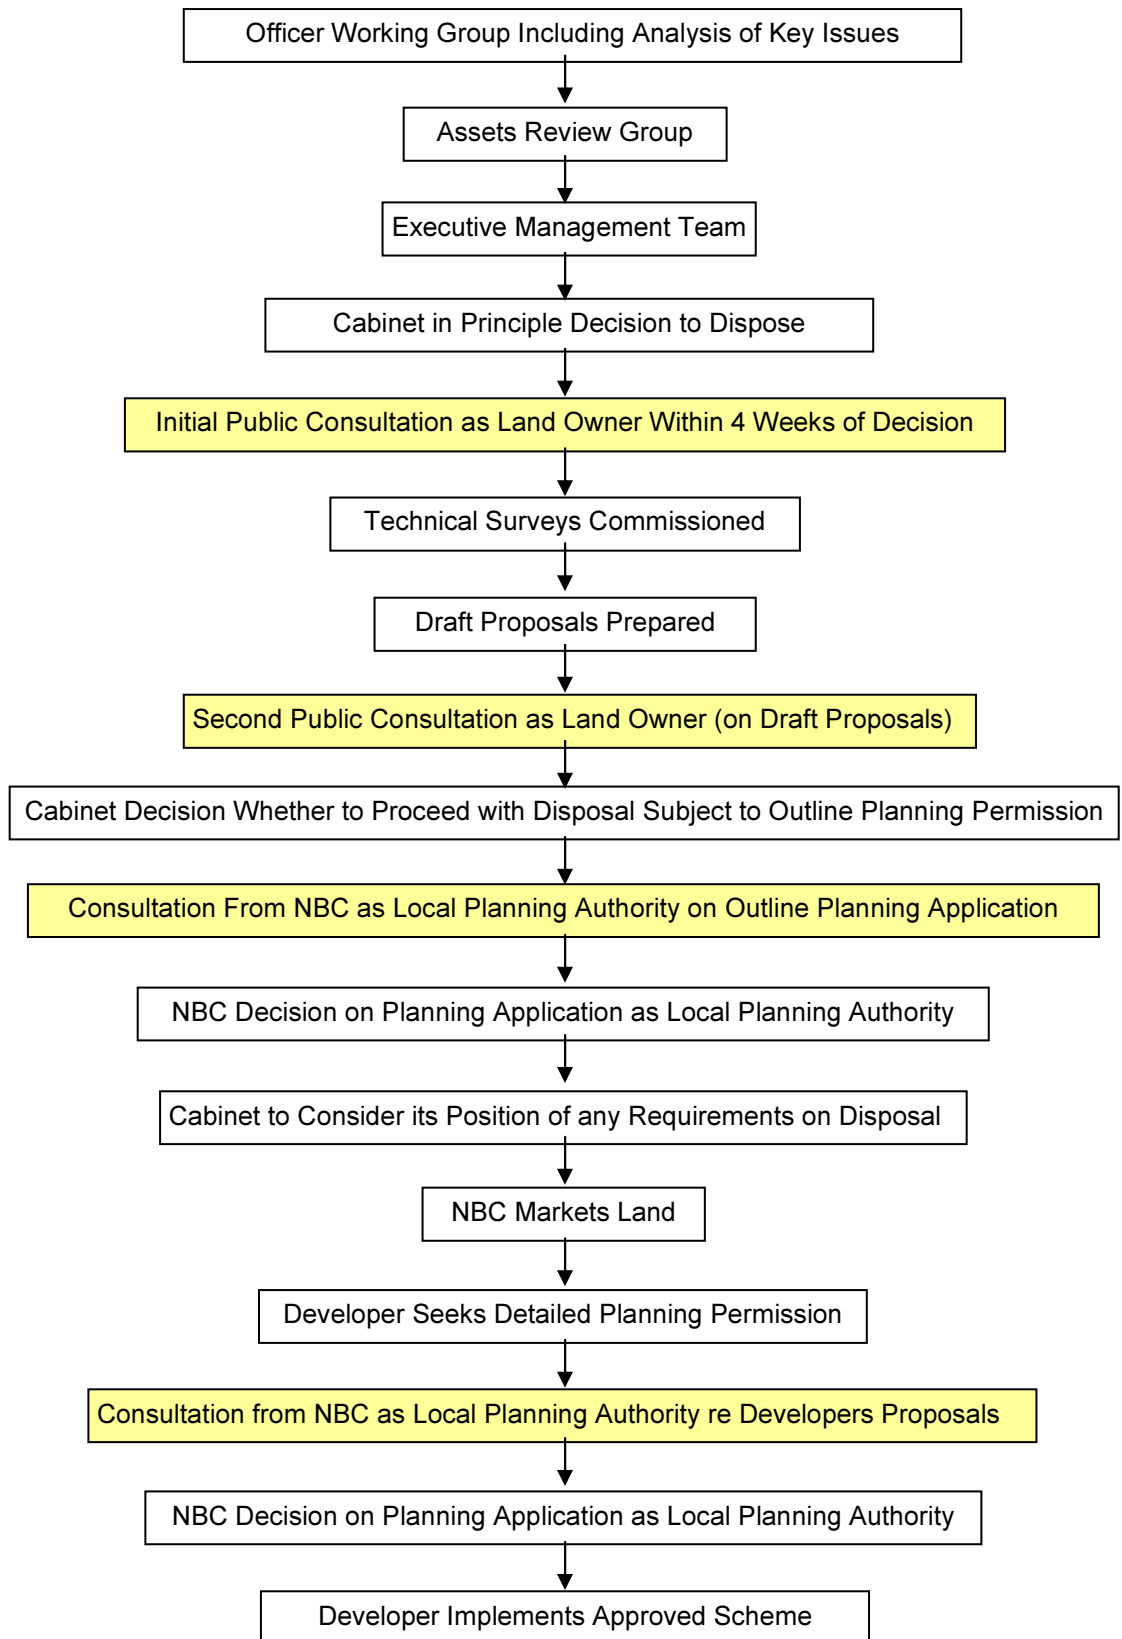 Officer Working Group Including Analysis of Key Issues
Assets Review Group
Executive Management Team
Cabinet in Principle Decision to Dispose
Initial Public Consultation as Land Owner Within 4 Weeks of Decision
Technical Surveys Commissioned
Draft Proposals Prepared
Second Public Consultation as Land Owner (on Draft Proposals)
Cabinet Decision Whether to Proceed with Disposal Subject to Outline Planning Permission
Consultation From NBC as Local Planning Authority on Outline Planning Application
NBC Decision on Planning Application as Local Planning Authority
Cabinet to Consider its Position of any Requirements on Disposal
NBC Markets Land
Developer Seeks Detailed Planning Permission
Consultation from NBC as Local Planning Authority re Developers Proposals
NBC Decision on Planning Application as Local Planning Authority
Developer Implements Approved Scheme